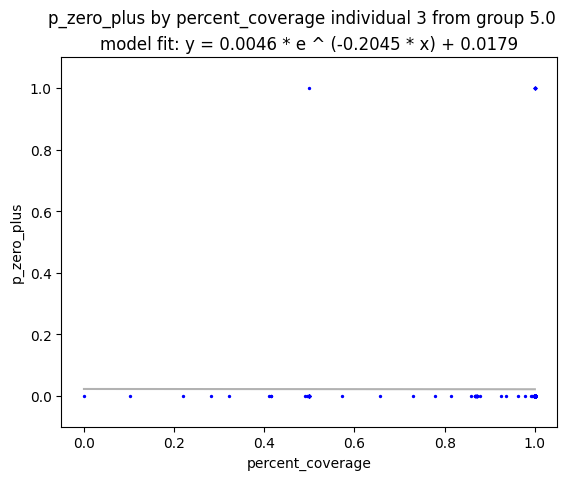 p_zero_plus by percent_coverage individual 3 from group 5.0
model fit: y = 0.0046 * e ^ (-0.2045 * x) + 0.0179
1.0
0.8
0.6
0.4
0.2
0.0
p_zero_plus
0.0 0.2 0.4 0.6 0.8 1.0
percent_coverage